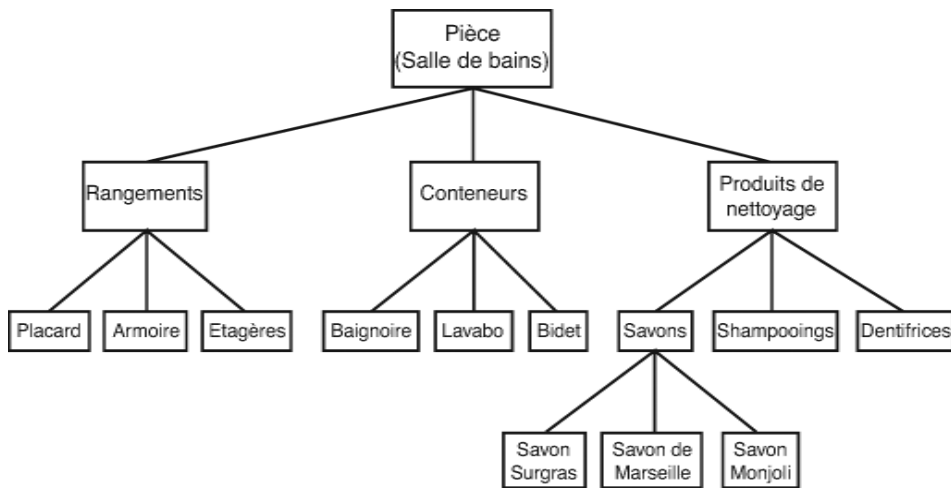 Pièce
(Salle de bains)
Rangements
Conteneurs
Produits de
nettoyage
Placard
Armoire
Etagères
Baignoire
Lavabo
Bidet
Savons
Shampooings
Dentifrices
Savon
Surgras
Savon de
Marseille
Savon
Monjoli